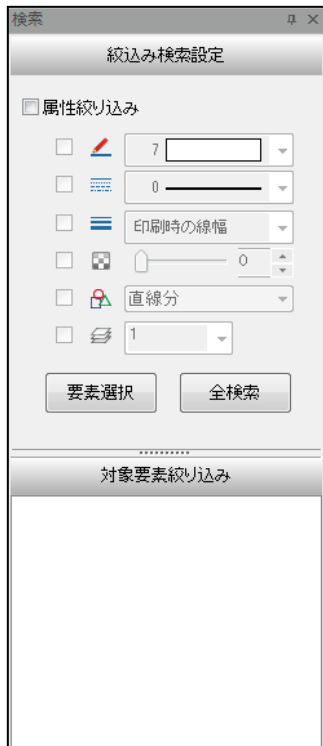 検索
絞込み検索設定
属性絞り込み
7
0
印刷時の線幅
0
直線分
1
要素選択 全検索
対象要素絞り込み